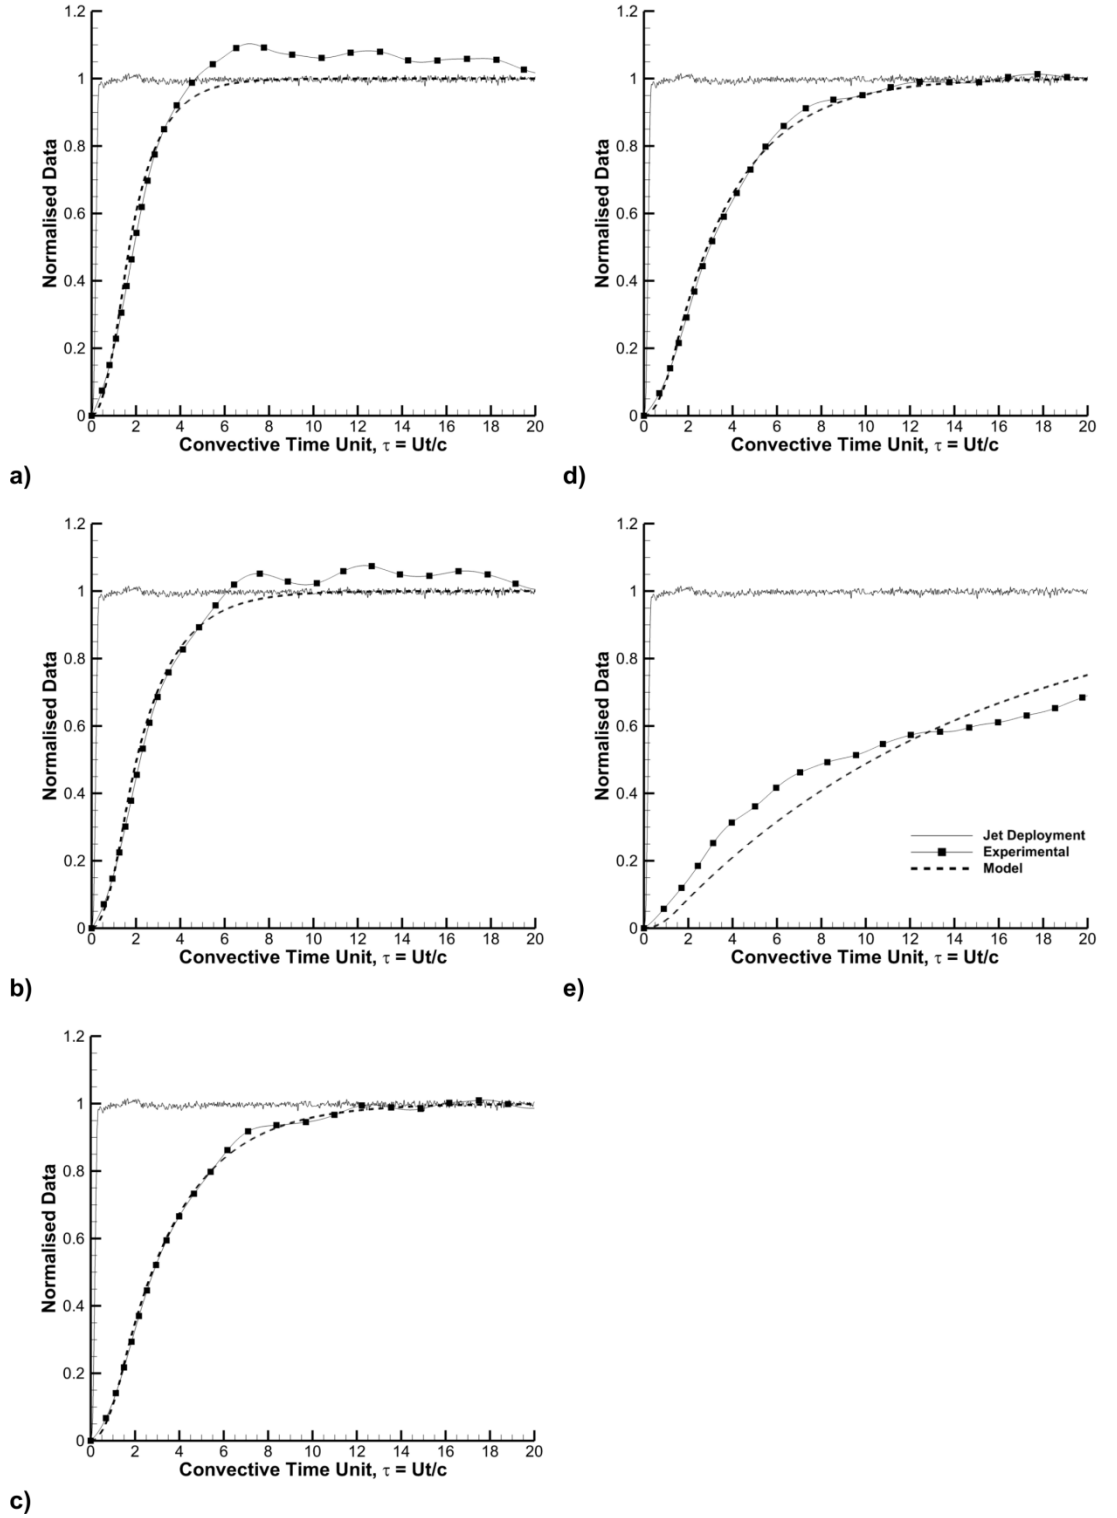 1.2
1
0.8
0.6
0.4
0.2
0
Normalised Data
0 2 4 6 8 10 12 14 16 18 20
Convective Time Unit, τ = Ut/c
a)
1.2
1
0.8
0.6
0.4
0.2
0
Normalised Data
0 2 4 6 8 10 12 14 16 18 20
Convective Time Unit, τ = Ut/c
d)
1.2
1
0.8
0.6
0.4
0.2
0
Normalised Data
0 2 4 6 8 10 12 14 16 18 20
Convective Time Unit, τ = Ut/c
b)
1.2
1
0.8
0.6
0.4
0.2
0
Normalised Data
Jet Deployment
Experimental
Model
0 2 4 6 8 10 12 14 16 18 20
Convective Time Unit, τ = Ut/c
e)
1.2
1
0.8
0.6
0.4
0.2
0
Normalised Data
0 2 4 6 8 10 12 14 16 18 20
Convective Time Unit, τ = Ut/c
c)